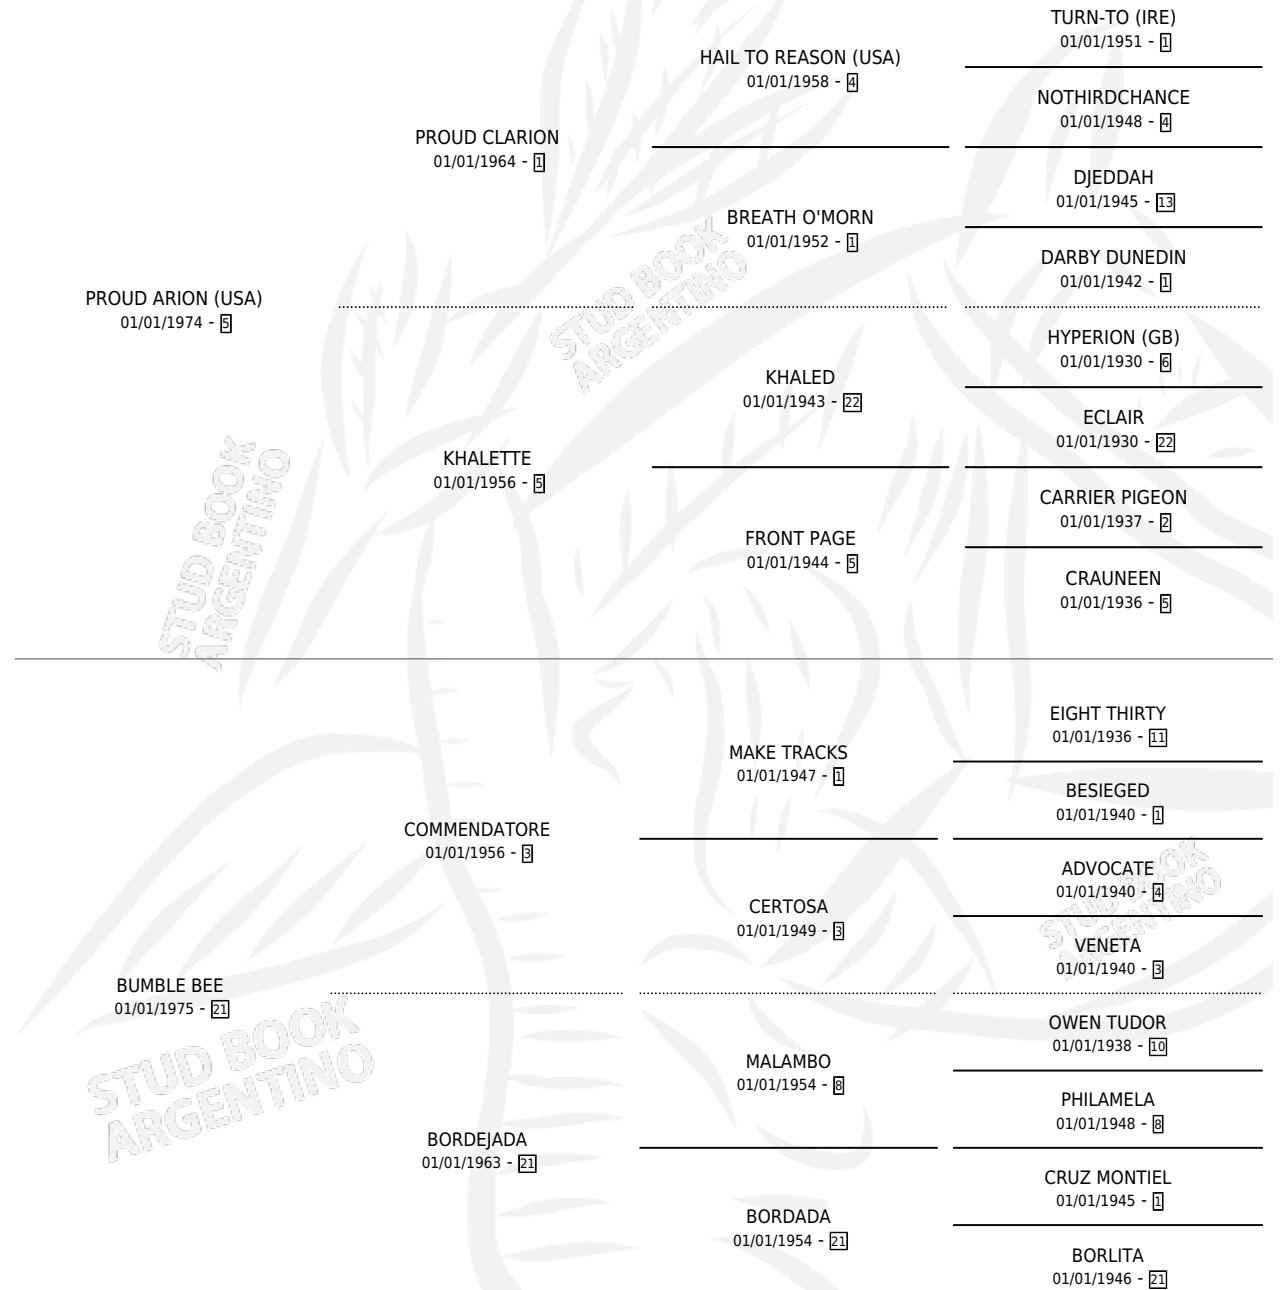 TURN-TO (IRE)
01/01/1951 - 1
HAIL TO REASON (USA)
01/01/1958 - 4
NOTHIRDCHANCE
01/01/1948 - 4
PROUD CLARION
01/01/1964 - 1
DJEDDAH
01/01/1945 - 13
BREATH O'MORN
01/01/1952 - 1
DARBY DUNEDIN
01/01/1942 - 1
PROUD ARION (USA)
01/01/1974 - 5
HYPERION (GB)
01/01/1930 - 6
KHALED
01/01/1943 - 22
ECLAIR
01/01/1930 - 22
KHALETTE
01/01/1956 - 5
CARRIER PIGEON
01/01/1937 - 2
FRONT PAGE
01/01/1944 - 5
CRAUNEEN
01/01/1936 - 5
EIGHT THIRTY
01/01/1936 - 11
MAKE TRACKS
01/01/1947 - 1
BESIEGED
01/01/1940 - 1
COMMENDATORE
01/01/1956 - 3
ADVOCATE
01/01/1940 - 4
CERTOSA
01/01/1949 - 3
VENETA
01/01/1940 - 3
BUMBLE BEE
01/01/1975 - 21
OWEN TUDOR
01/01/1938 - 10
MALAMBO
01/01/1954 - 8
PHILAMELA
01/01/1948 - 8
BORDEJADA
01/01/1963 - 21
CRUZ MONTIEL
01/01/1945 - 1
BORDADA
01/01/1954 - 21
BORLITA
01/01/1946 - 21
STUD BOOK
ARGENTINO
STUD BOOK
ARGENTINO
STUD BOOK
ARGENTINO
STUD BOOK
ARGENTINO